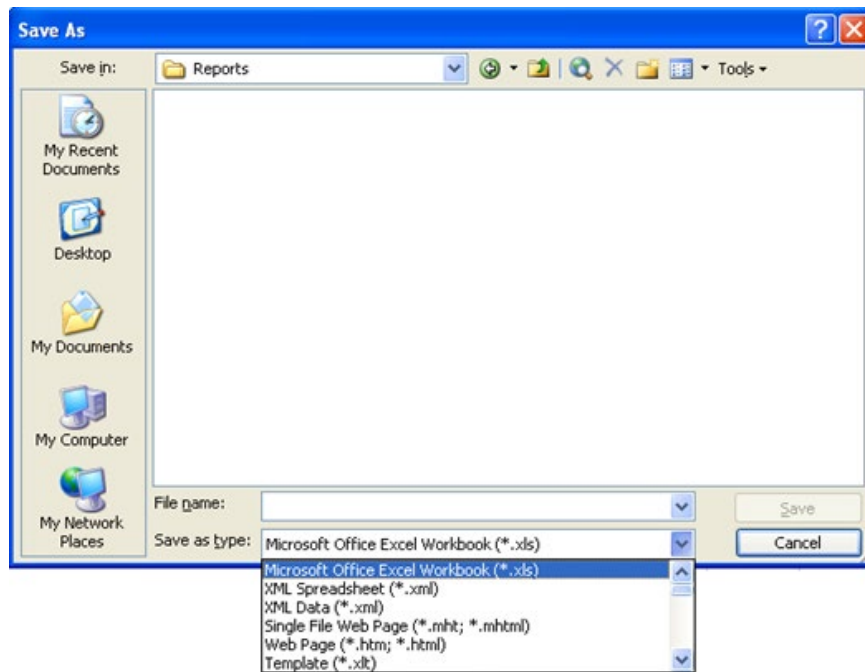 Save As
Save in:
Reports
Tools
My Recent
Documents
Desktop
My Documents
My Computer
My Network
Places
File name:
Save
Save as type:
Microsoft Office Excel Workbook (*.xls)
Cancel
Microsoft Office Excel Workbook (*.xls)
XML Spreadsheet (*.xml)
XML Data (*.xml)
Single File Web Page (*.mht; *.mhtml)
Web Page (*.htm; *.html)
Template (*.xlt)